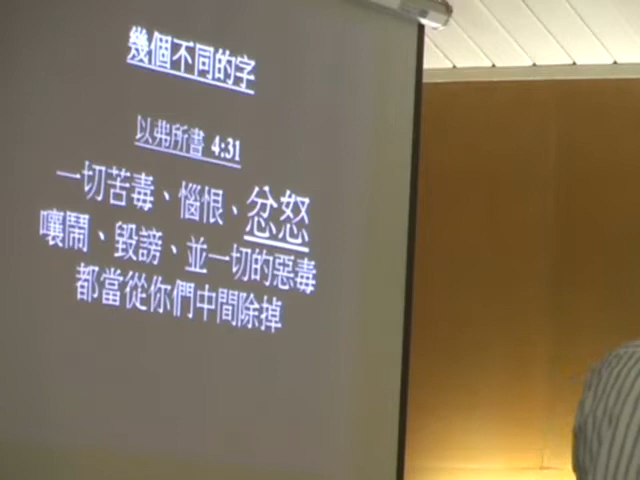 幾個不同的字
以弗所書 4:31
一切苦毒、惱恨、忿怒
嚷鬧、毀謗、並一切的惡毒
都當從你們中間除掉